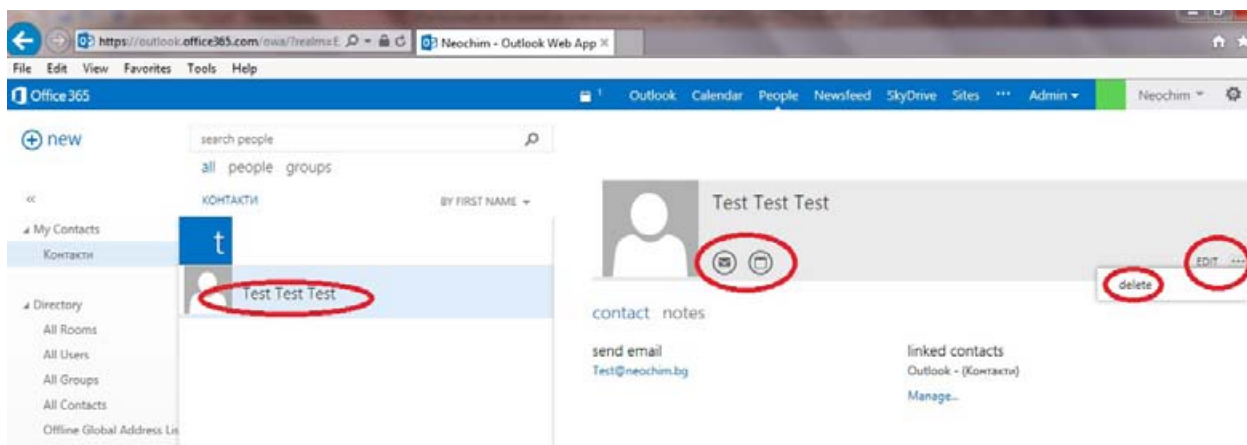 https://outlook.office365.com/owa/?realm=E
Neochim - Outlook Web App
File Edit View Favorites Tools Help
Office 365
1 Outlook Calendar People Newsfeed SkyDrive Sites ••• Admin Neochim
new
search people
all people groups
«
КОНТАКТИ BY FIRST NAME
My Contacts
Контакти
t
Test Test Test
Directory
All Rooms
All Users
All Groups
All Contacts
Offline Global Address Lis
Test Test Test
EDIT •••
delete
contact notes
send email
Test@neochim.bg
linked contacts
Outlook - (Контакти)
Manage...